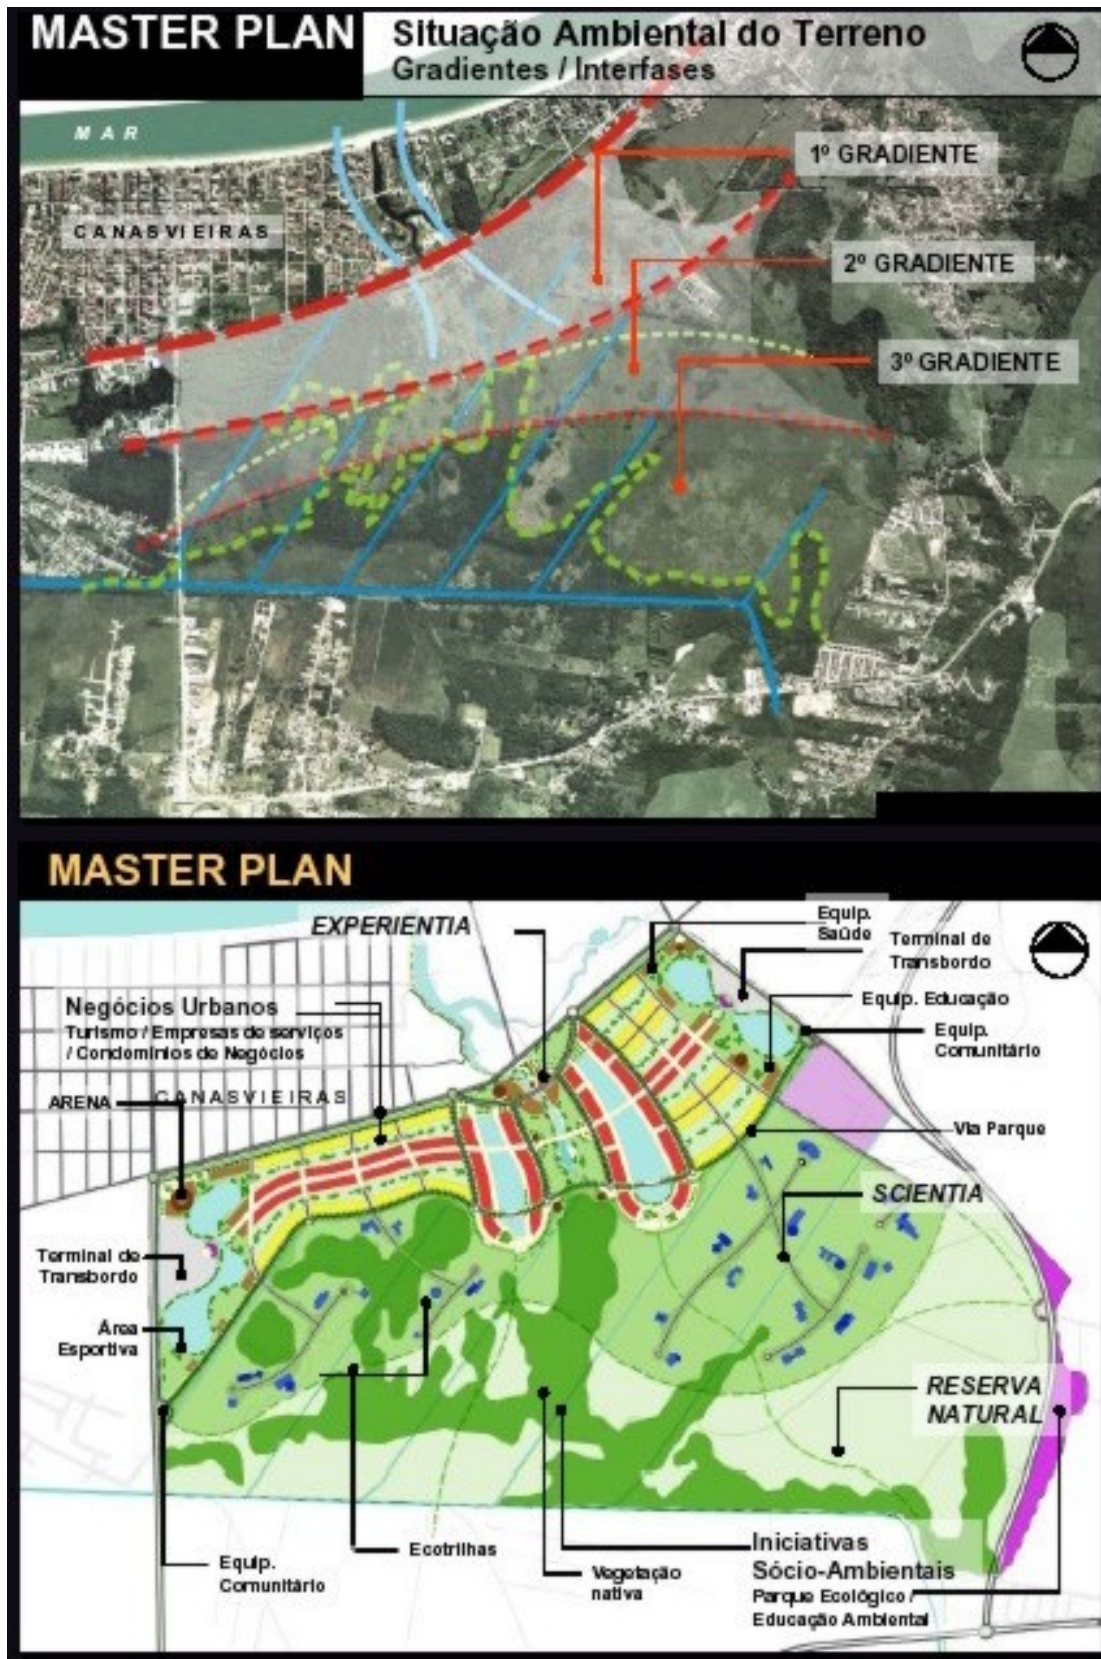 MASTER PLAN
Situação Ambiental do Terreno
Gradientes / Interfases
MAR
1º GRADIENTE
CANASVIEIRAS
2º GRADIENTE
3º GRADIENTE
MASTER PLAN
EXPERIENTIA
Equip.
Saúde
Terminal de
Transbordo
Negócios Urbanos
Turismo / Empresas de serviços
/ Condomínios de Negócios
Equip. Educação
Equip.
Comunitário
ARENA
CANASVIEIRAS
Via Parque
SCIENTIA
Terminal de
Transbordo
Área
Esportiva
RESERVA
NATURAL
Ecotrilhas
Equip.
Comunitário
Vegetação
nativa
Iniciativas
Sócio-Ambientais
Parque Ecológico /
Educação Ambiental